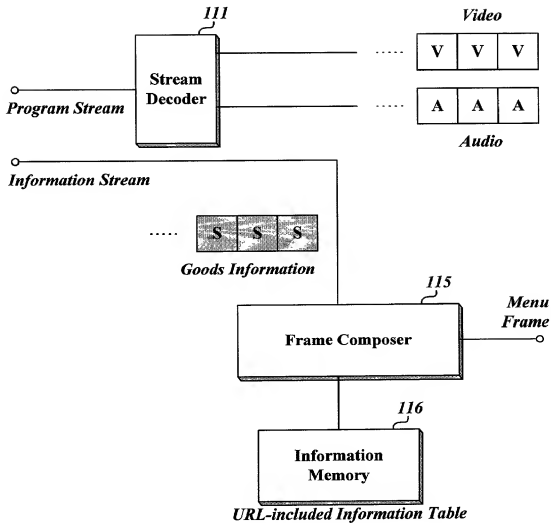 111
Video
Stream
Decoder
V V V
Program Stream
A A A
Audio
Information Stream
..... S S S
Goods Information
115
Frame Composer
Menu
Frame
116
Information
Memory
URL-included Information Table